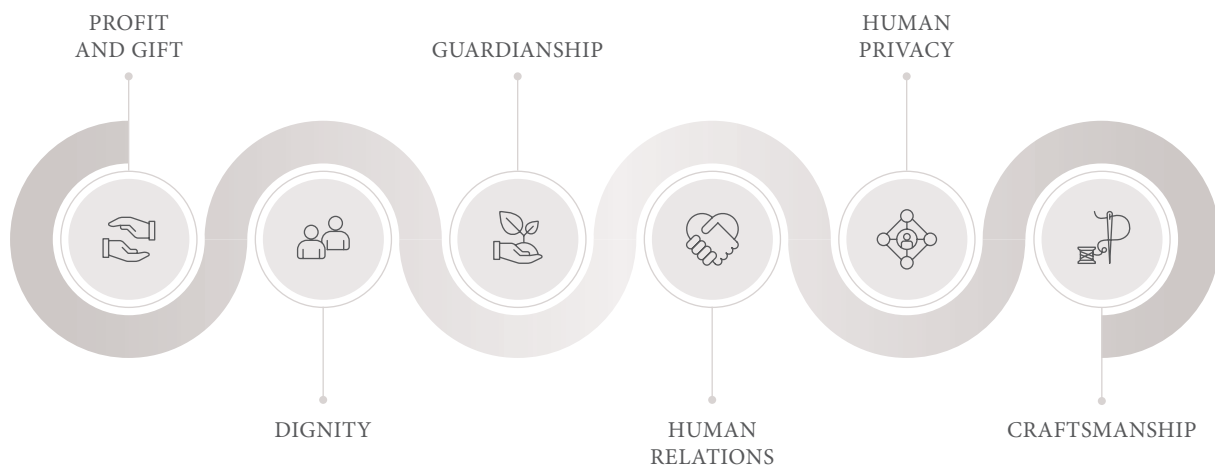 PROFIT
AND GIFT
DIGNITY
GUARDIANSHIP
HUMAN
RELATIONS
HUMAN
PRIVACY
CRAFTSMANSHIP